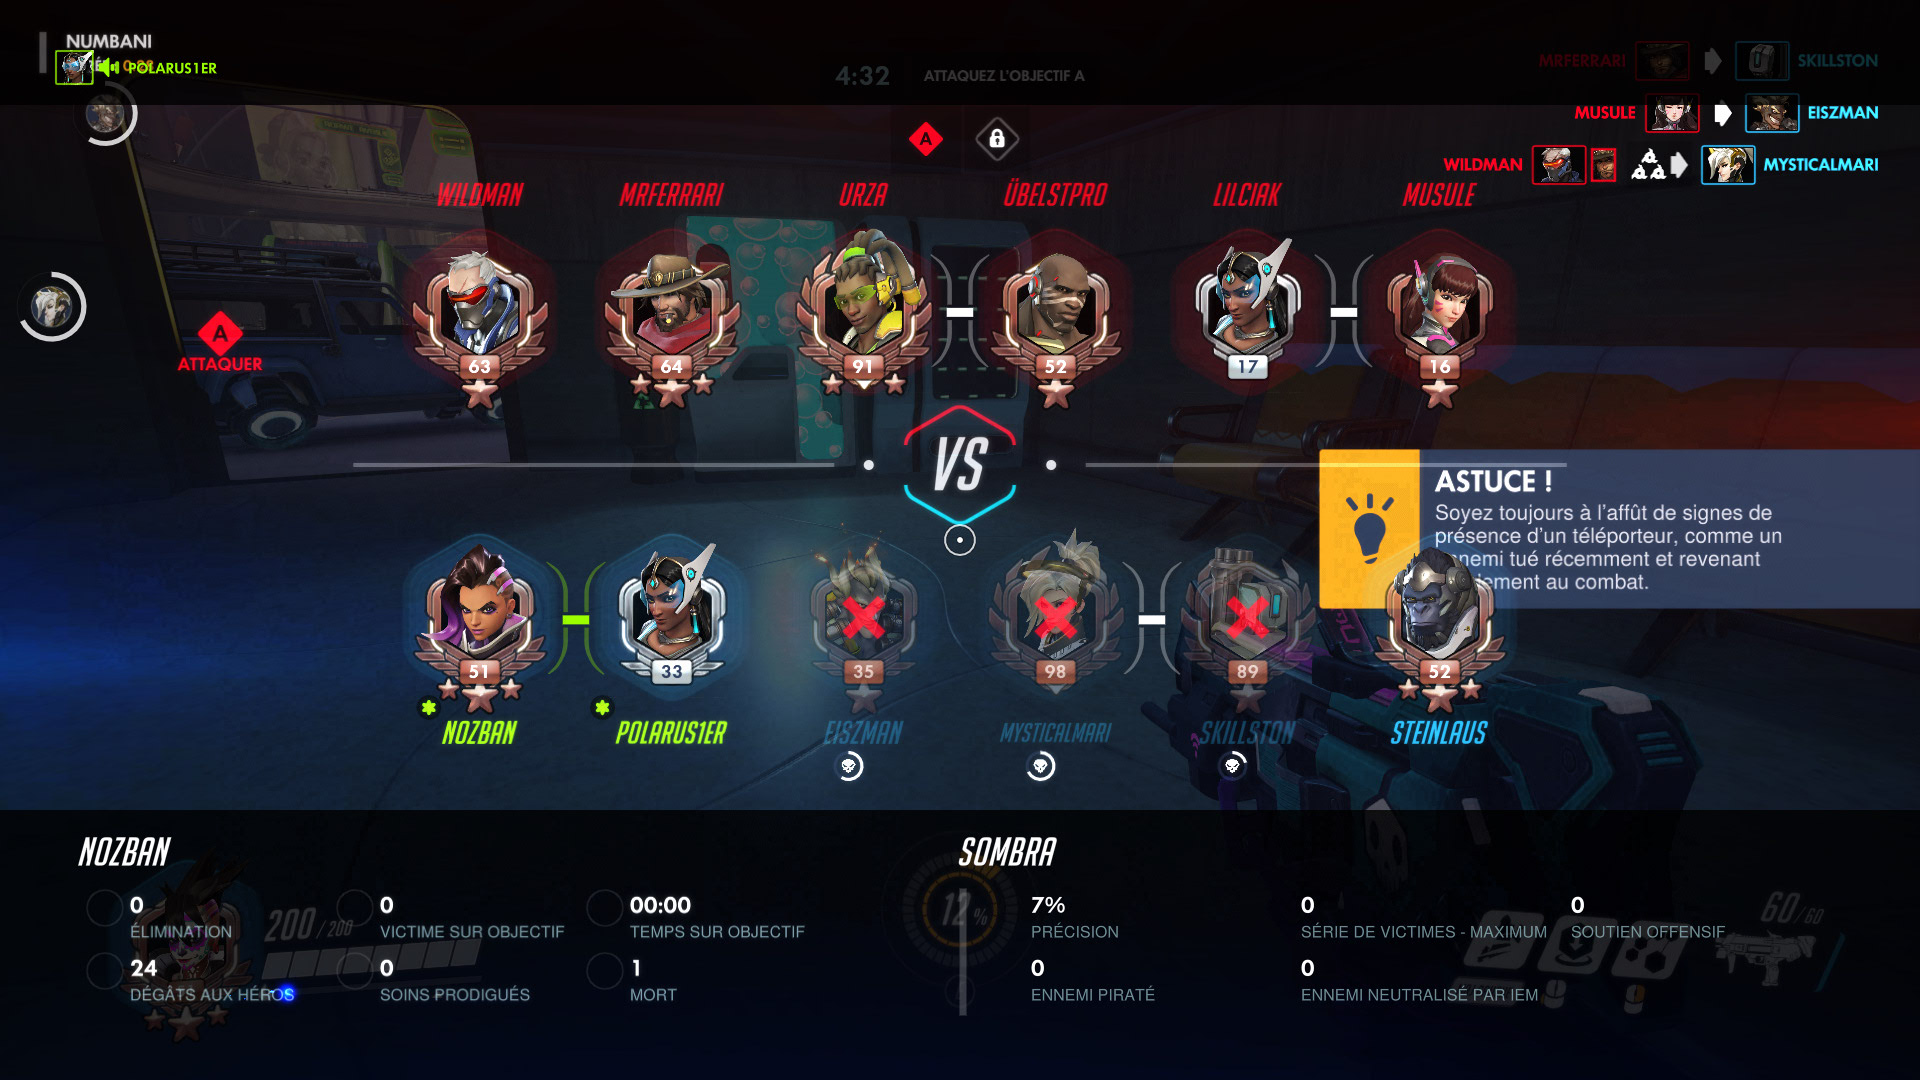 NUMBANI
POLARUS1ER
4:32 ATTAQUEZ L'OBJECTIF A
MRFERRARI SKILLSTON
MUSULE EISZMAN
WILDMAN MYSTICALMARI
A
A
ATTAQUER
WILDMAN MRFERRARI URZA ÜBELSTPRO LILCIAK MUSULE
63 64 91 52 17 16
VS
ASTUCE !
Soyez toujours à l'affût de signes de
présence d'un téléporteur, comme un
tué récemment et revenant
au combat.
51 33 35 98 89 52
NOZBAN POLARUS1ER EISZMAN MYSTICALMARI SKILLSTON STEINLAUS
NOZBAN
0
ÉLIMINATION
0
VICTIME SUR OBJECTIF
00:00
TEMPS SUR OBJECTIF
24
DÉGÂTS AUX HÉROS
0
SOINS PRODIGUÉS
1
MORT
200/200
12%
SOMBRA
7%
PRÉCISION
0
SÉRIE DE VICTIMES - MAXIMUM
0
SOUTIEN OFFENSIF
0
ENNEMI PIRATÉ
0
ENNEMI NEUTRALISÉ PAR IEM
60/60